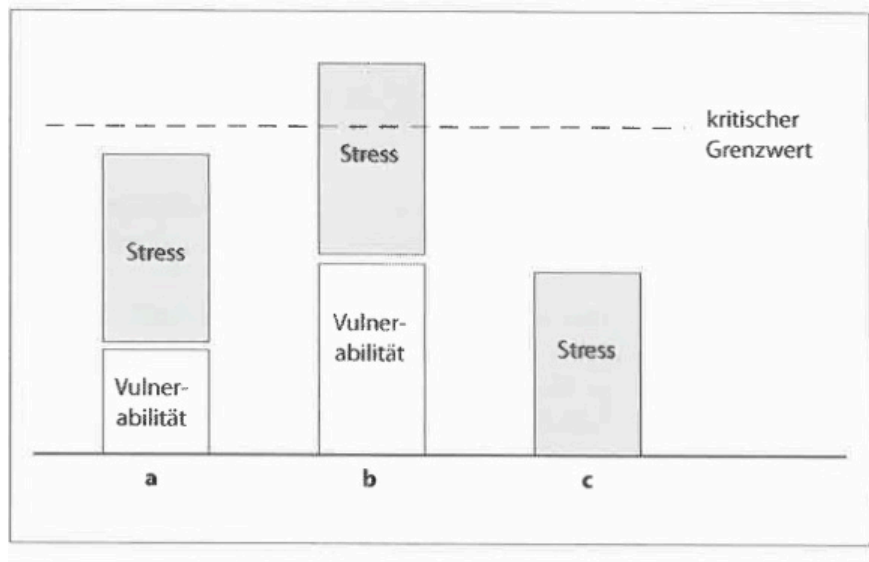 kritischer
Grenzwert
Stress
Stress
Vulner-
abilität
Vulner-
abilität
Stress
a
b
c